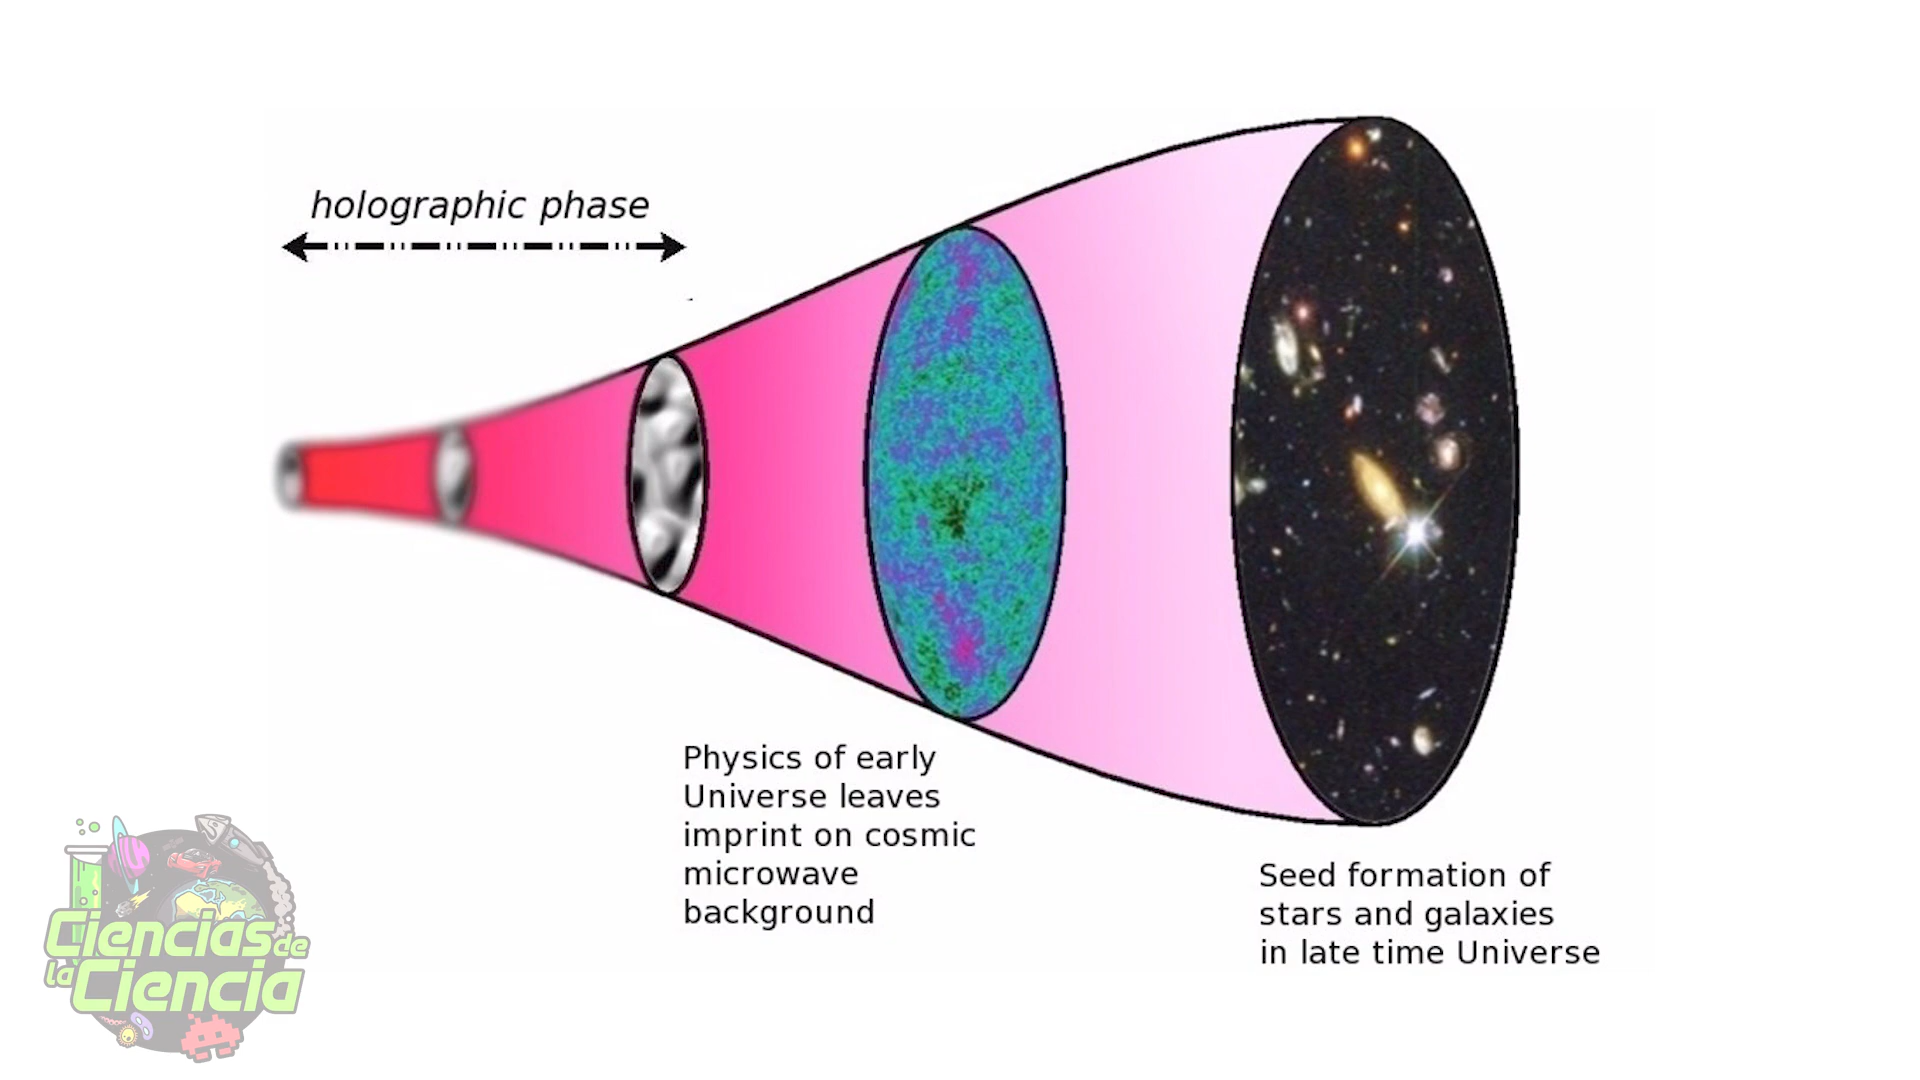 holographic phase
Physics of early
Universe leaves
imprint on cosmic
microwave
background
Seed formation of
stars and galaxies
in late time Universe
Ciencias de
la Ciencia